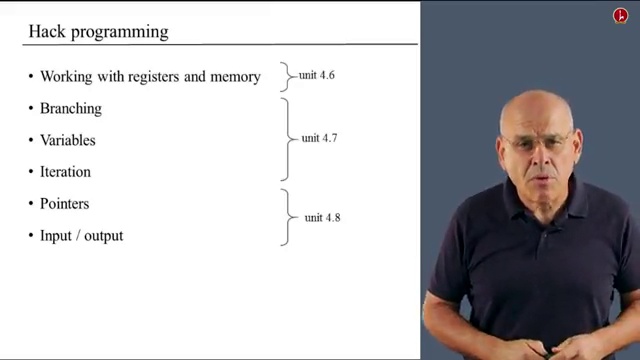 Hack programming
• Working with registers and memory
unit 4.6
• Branching
• Variables
unit 4.7
• Iteration
• Pointers
unit 4.8
• Input / output